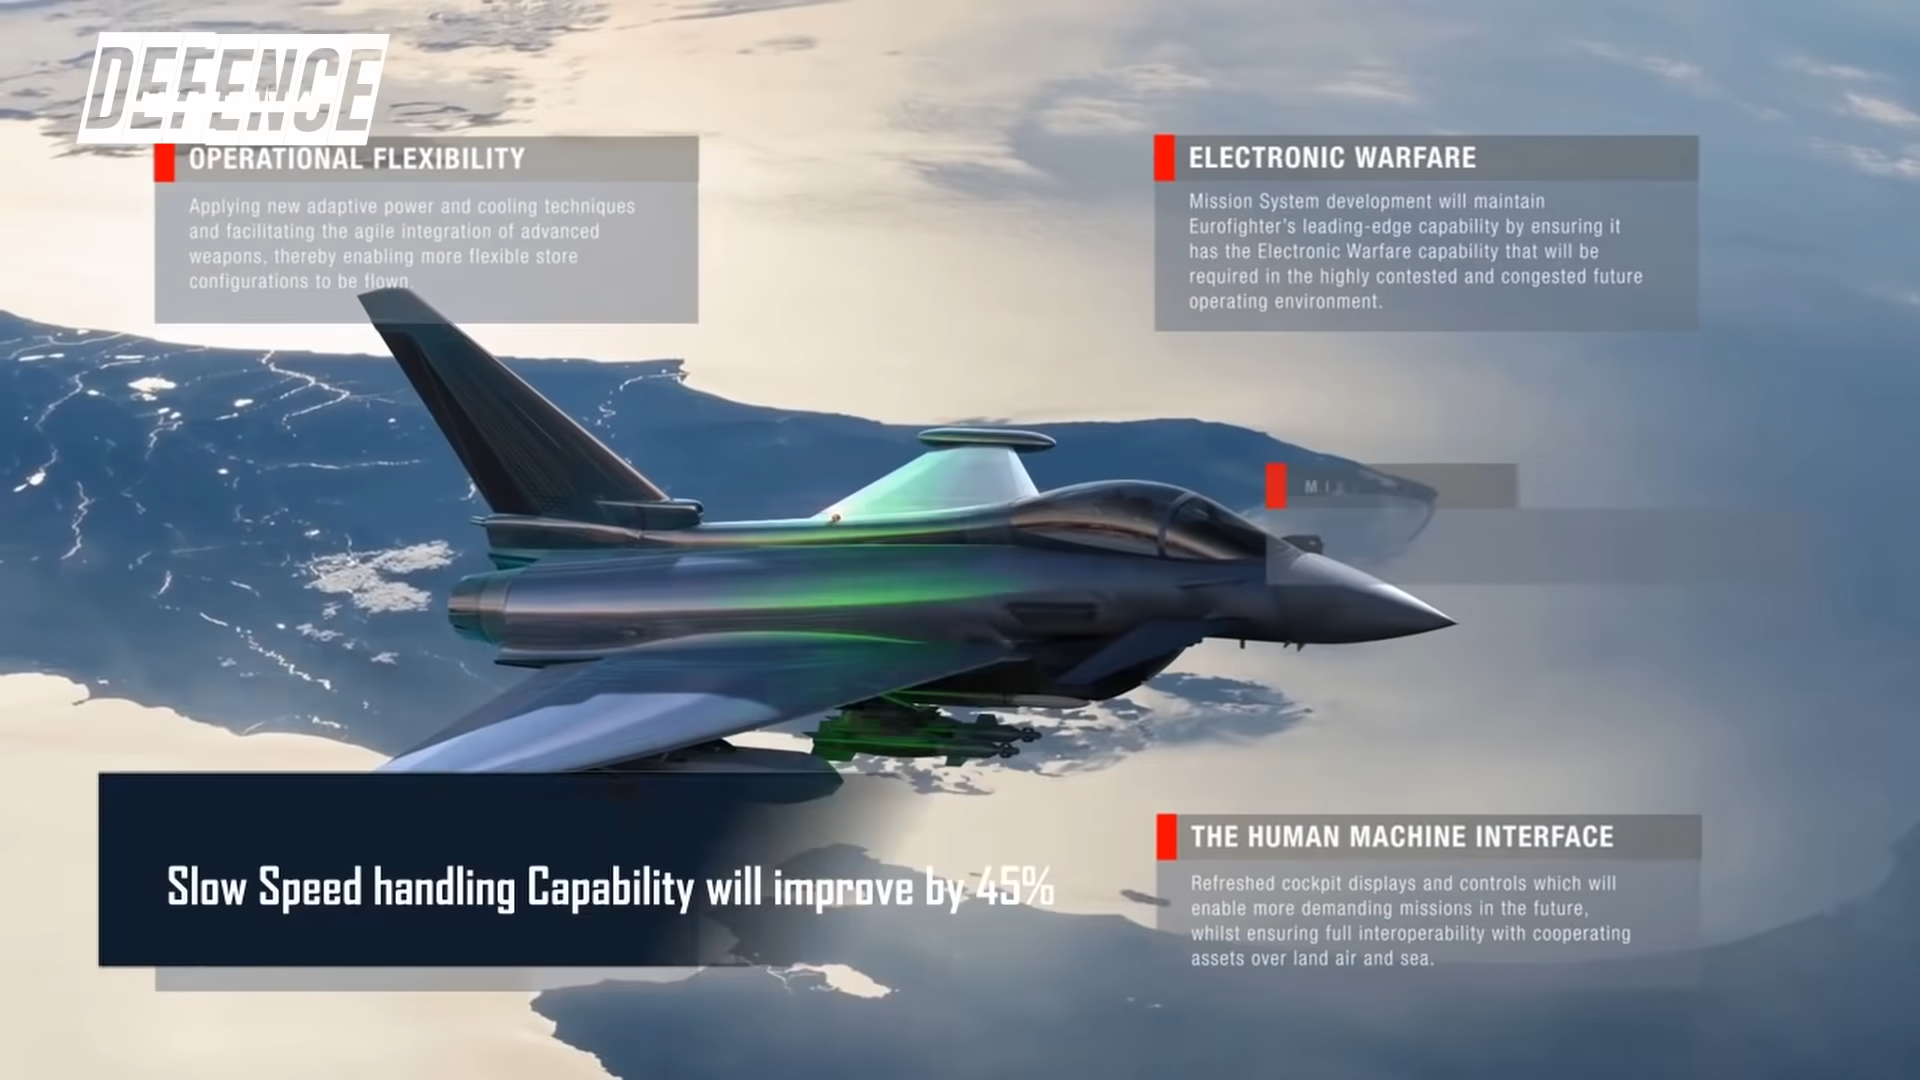 DEFENCE
OPERATIONAL FLEXIBILITY
Applying new adaptive power and cooling techniques
and facilitating the agile integration of advanced
weapons, thereby enabling more flexible store
configurations to be flown.
ELECTRONIC WARFARE
Mission System development will maintain
Eurofighter's leading-edge capability by ensuring it
has the Electronic Warfare capability that will be
required in the highly contested and congested future
operating environment.
Slow Speed handling Capability will improve by 45%
THE HUMAN MACHINE INTERFACE
Refreshed cockpit displays and controls which will
enable more demanding missions in the future,
whilst ensuring full interoperability with cooperating
assets over land air and sea.